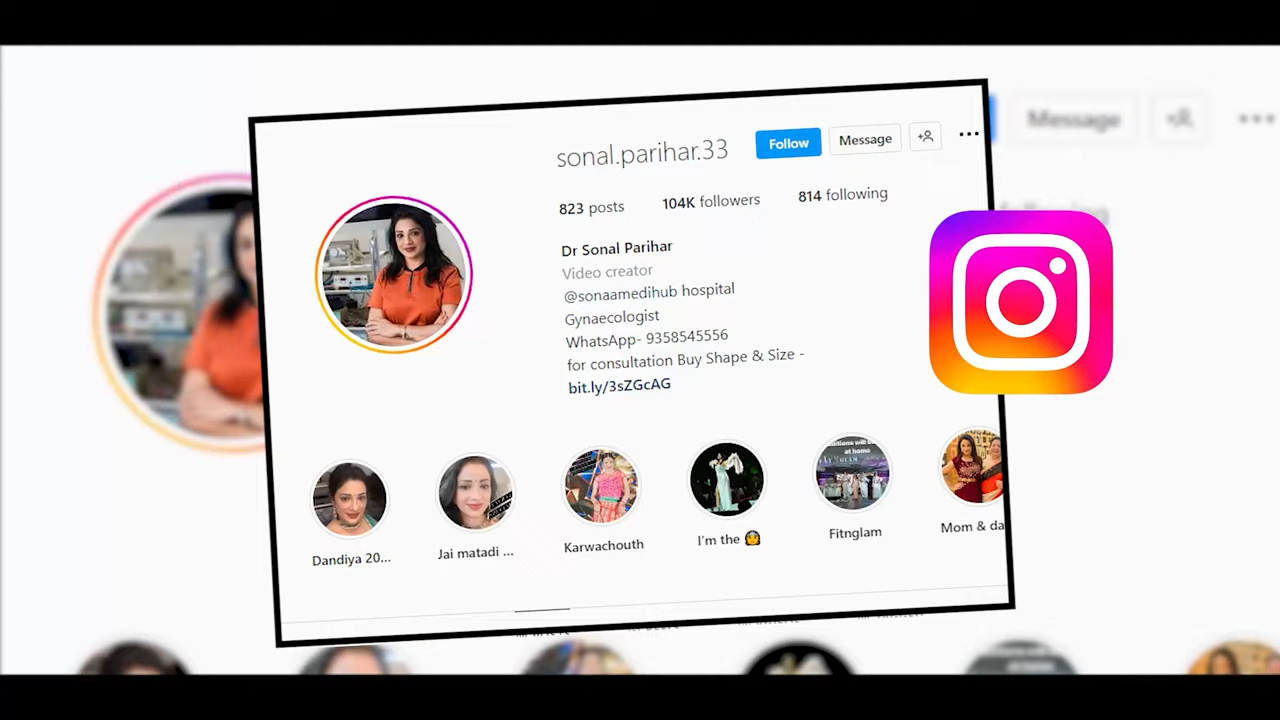 sonal.parihar.33 Follow Message
823 posts 104K followers 814 following
Dr Sonal Parihar
Video creator
@sonaamedihub hospital
Gynaecologist
WhatsApp- 9358545556
for consultation Buy Shape & Size -
bit.ly/3sZGcAG
Dandiya 20... Jai matadi ... Karwachouth I'm the Fitnglam Mom & da
Message